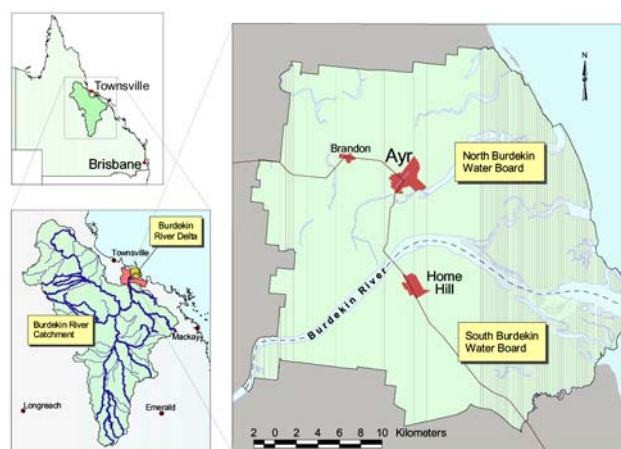 Townsville
Brisbane
Burdekin
River Delta
Townsville
Burdekin River
Catchment
Mackay
Longreach
Emerald
N
Brandon
Ayr
North Burdekin
Water Board
Burdekin River
Home
Hill
South Burdekin
Water Board
2 0 2 4 6 8 10 Kilometers